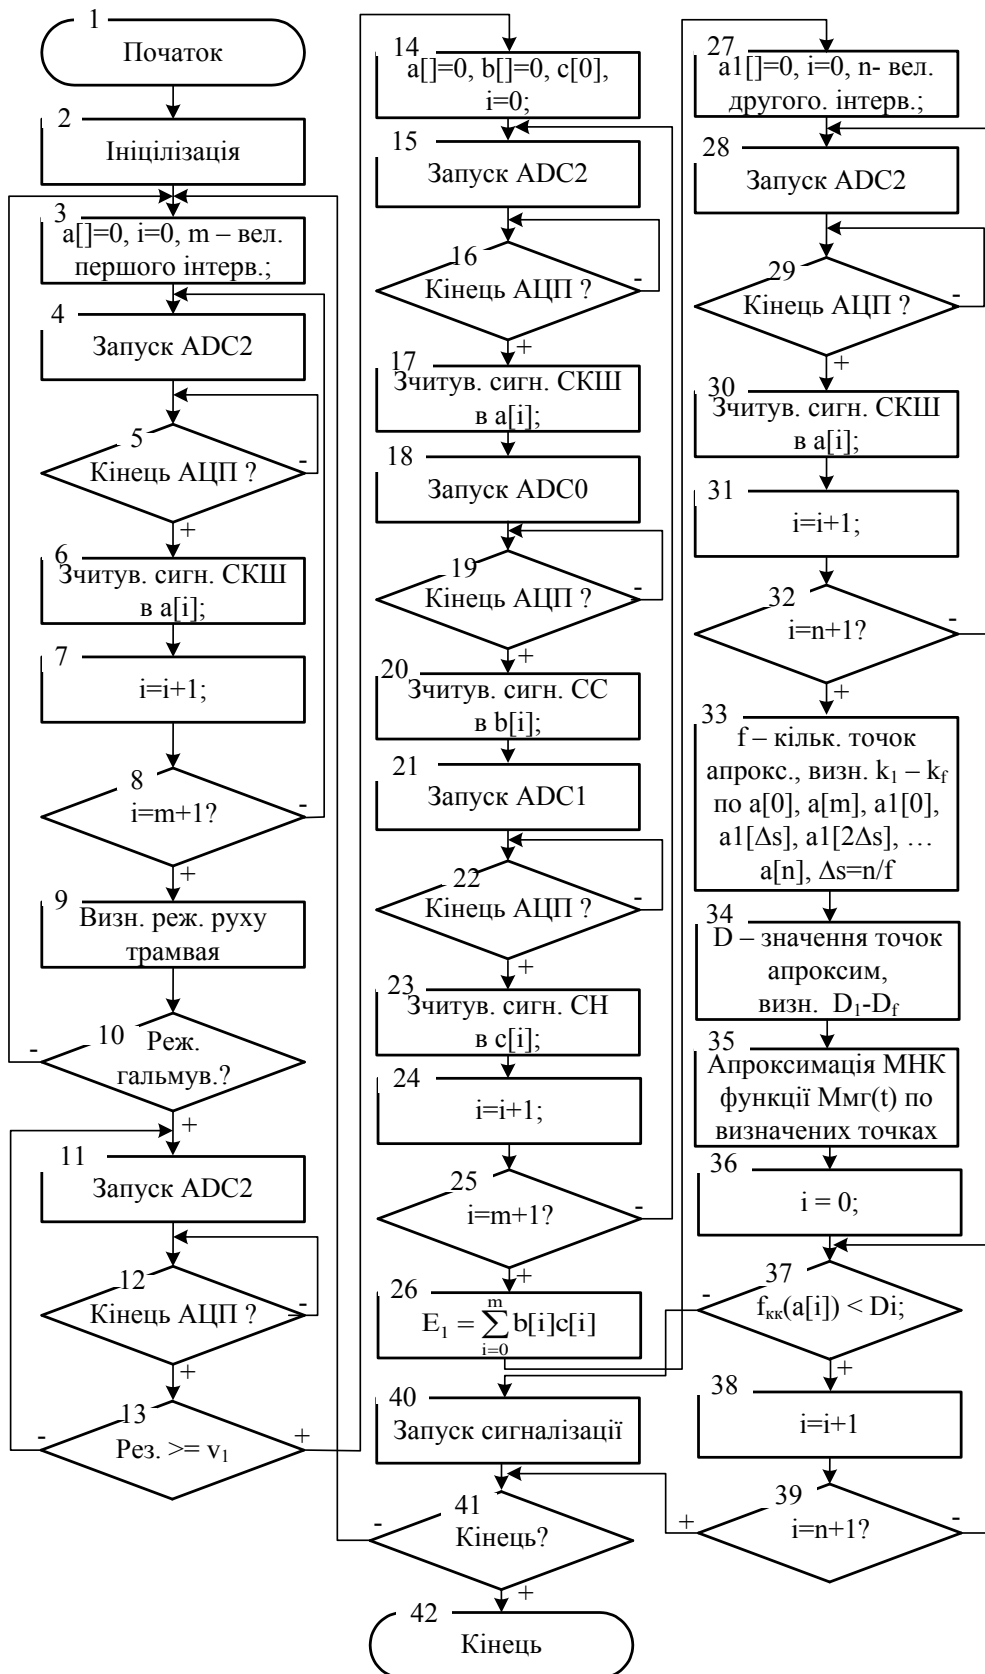 1
Початок
2
Ініцілізація
3
a[]=0, i=0, m – вел.
першого інтерв.;
4
Запуск ADC2
5
Кінець АЦП ?
-
+
6
Зчитув. сигн. СКШ
в a[i];
7
i=i+1;
8
i=m+1?
-
+
9
Визн. реж. руху
трамвая
10
Реж.
гальмув.?
-
+
11
Запуск ADC2
12
Кінець АЦП ?
-
+
13
Рез. >= v₁
-
+
14
a[]=0, b[]=0, c[0],
i=0;
15
Запуск ADC2
16
Кінець АЦП ?
-
+
17
Зчитув. сигн. СКШ
в a[i];
18
Запуск ADC0
19
Кінець АЦП ?
-
+
20
Зчитув. сигн. СС
в b[i];
21
Запуск ADC1
22
Кінець АЦП ?
-
+
23
Зчитув. сигн. СН
в c[i];
24
i=i+1;
25
i=m+1?
-
+
26
m
E₁ = ∑ b[i]c[i]
i=0
27
a1[]=0, i=0, n- вел.
другого. інтерв.;
28
Запуск ADC2
29
Кінець АЦП ?
-
+
30
Зчитув. сигн. СКШ
в a[i];
31
i=i+1;
32
i=n+1?
-
+
33
f – кільк. точок
апрокс., визн. k₁ – k_f
по a[0], a[m], a1[0],
a1[Δs], a1[2Δs], …
a[n], Δs=n/f
34
D – значення точок
апроксим,
визн. D₁-D_f
35
Апроксимація МНК
функції Ммг(t) по
визначених точках
36
i = 0;
37
f_кк(a[i]) < Di;
-
+
38
i=i+1
39
i=n+1?
+
-
40
Запуск сигналізації
41
Кінець?
-
+
42
Кінець